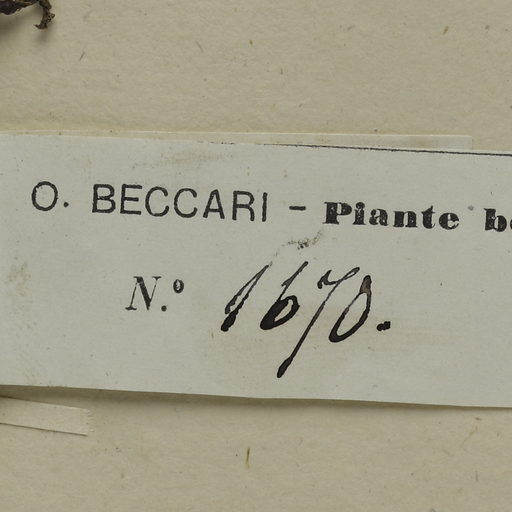 O. BECCARI – Piante
N.º 1670.